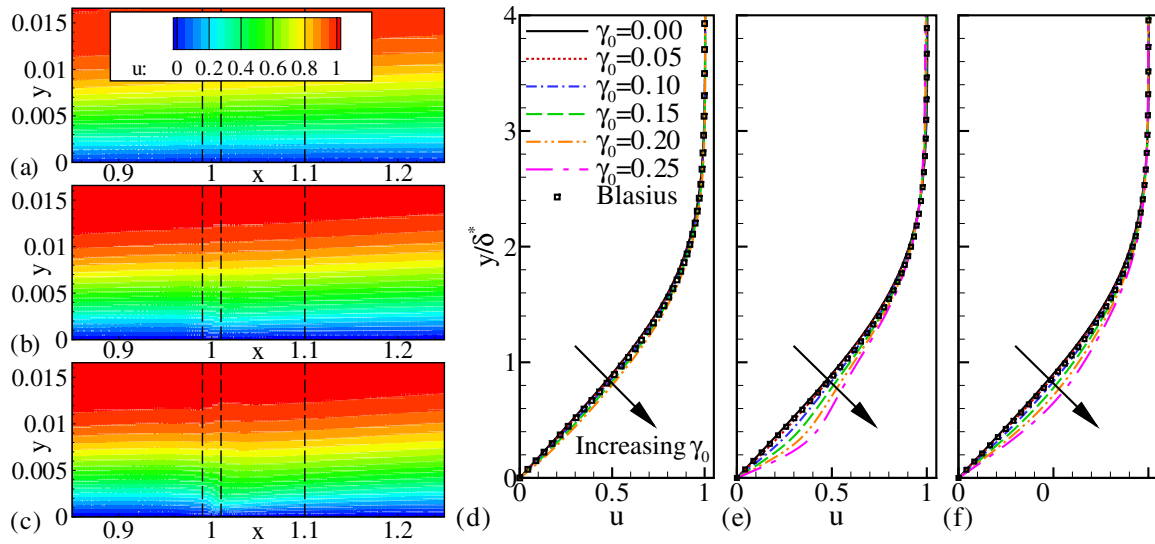 0.015
0.01
y
0.005
0
u: 0 0.2 0.4 0.6 0.8 1
(a) 0.9 1 x 1.1 1.2
0.015
0.01
y
0.005
0
(b) 0.9 1 x 1.1 1.2
0.015
0.01
y
0.005
0
(c) 0.9 1 x 1.1 1.2
4
3
2
1
0
y/δ*
γ₀=0.00
γ₀=0.05
γ₀=0.10
γ₀=0.15
γ₀=0.20
γ₀=0.25
Blasius
Increasing γ₀
(d) 0 0.5 1
u
(e) 0 0.5 1
u
(f) 0 0